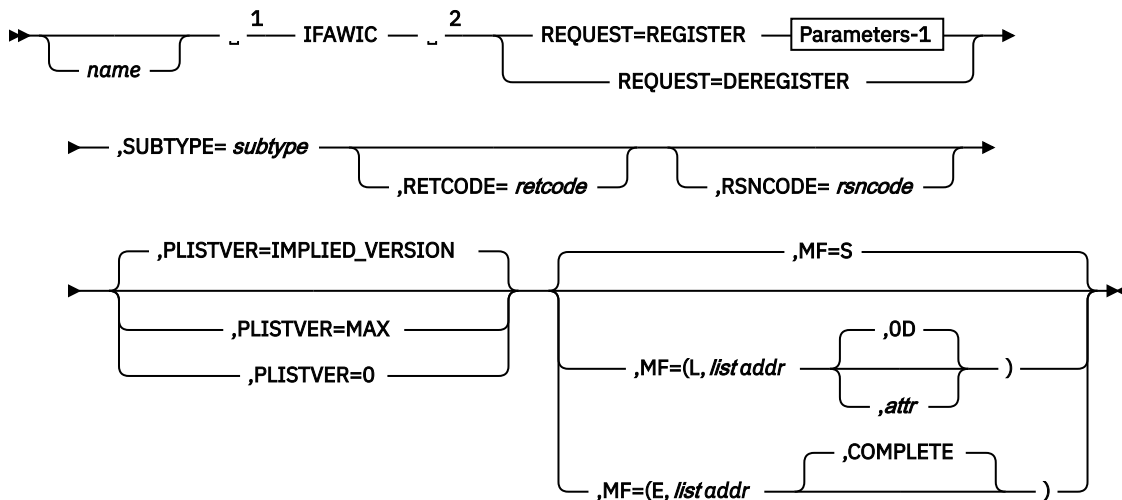 1 2
␣ IFAWIC ␣ REQUEST=REGISTER Parameters-1
name
REQUEST=DEREGISTER
,SUBTYPE= subtype
,RETCODE= retcode ,RSNCODE= rsncode
,PLISTVER=IMPLIED_VERSION ,MF=S
,PLISTVER=MAX ,0D
,MF=(L, list addr )
,PLISTVER=0
,attr
,COMPLETE
,MF=(E, list addr )